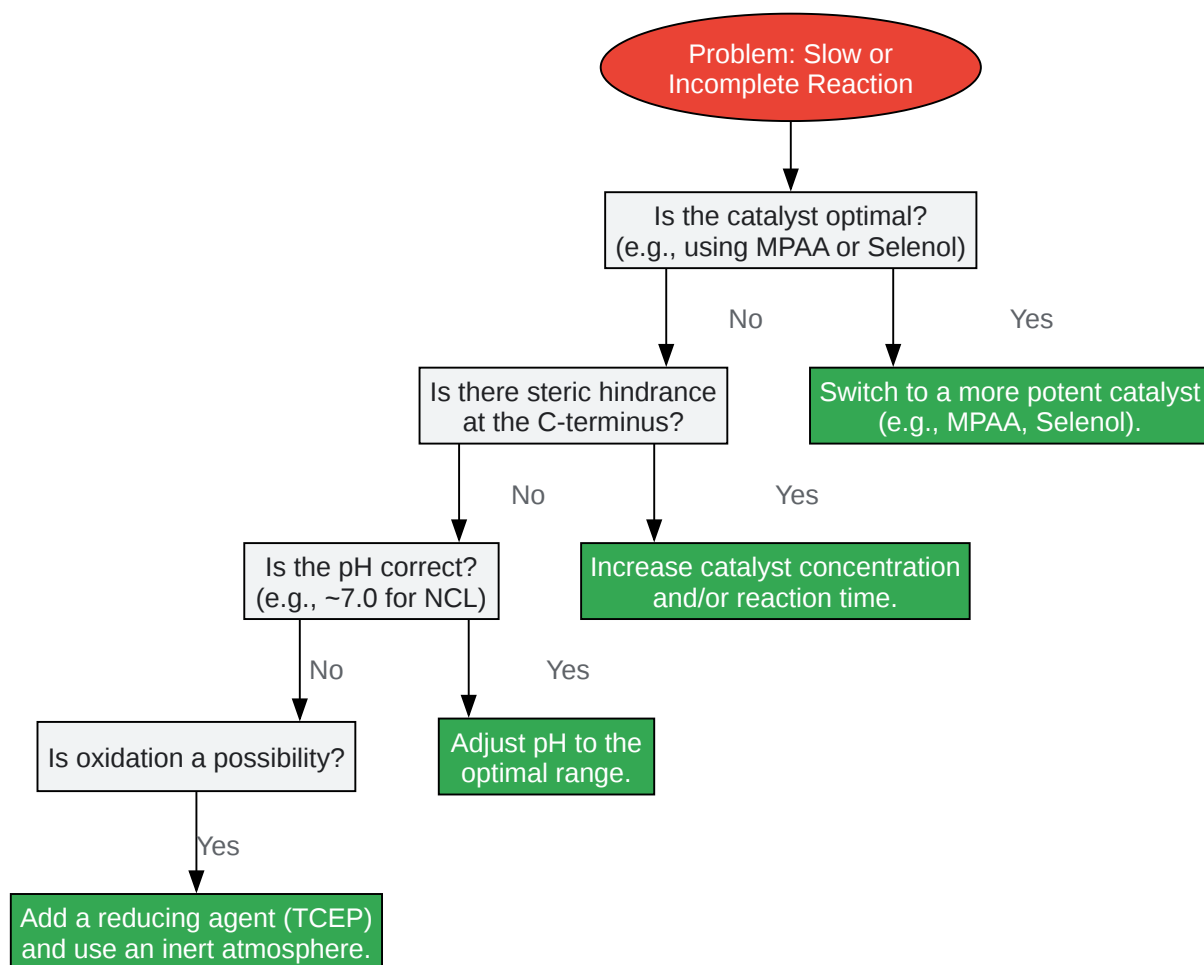 Problem: Slow or
Incomplete Reaction
Is the catalyst optimal?
(e.g., using MPAA or Selenol)
No
Yes
Is there steric hindrance
at the C-terminus?
Switch to a more potent catalyst
(e.g., MPAA, Selenol).
No
Yes
Is the pH correct?
(e.g., ~7.0 for NCL)
Increase catalyst concentration
and/or reaction time.
No
Yes
Is oxidation a possibility?
Adjust pH to the
optimal range.
Yes
Add a reducing agent (TCEP)
and use an inert atmosphere.